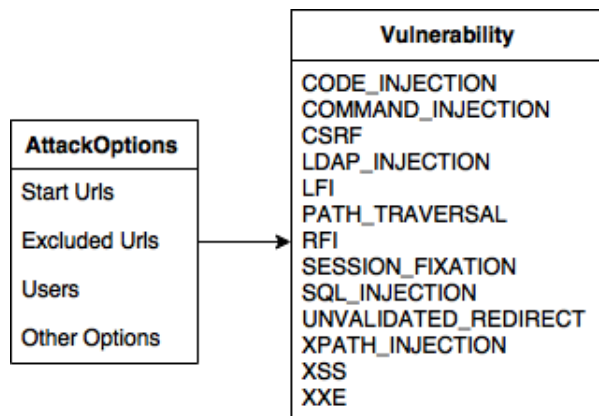 Vulnerability
CODE_INJECTION
COMMAND_INJECTION
CSRF
LDAP_INJECTION
LFI
PATH_TRAVERSAL
RFI
SESSION_FIXATION
SQL_INJECTION
UNVALIDATED_REDIRECT
XPATH_INJECTION
XSS
XXE
AttackOptions
Start Urls
Excluded Urls
Users
Other Options